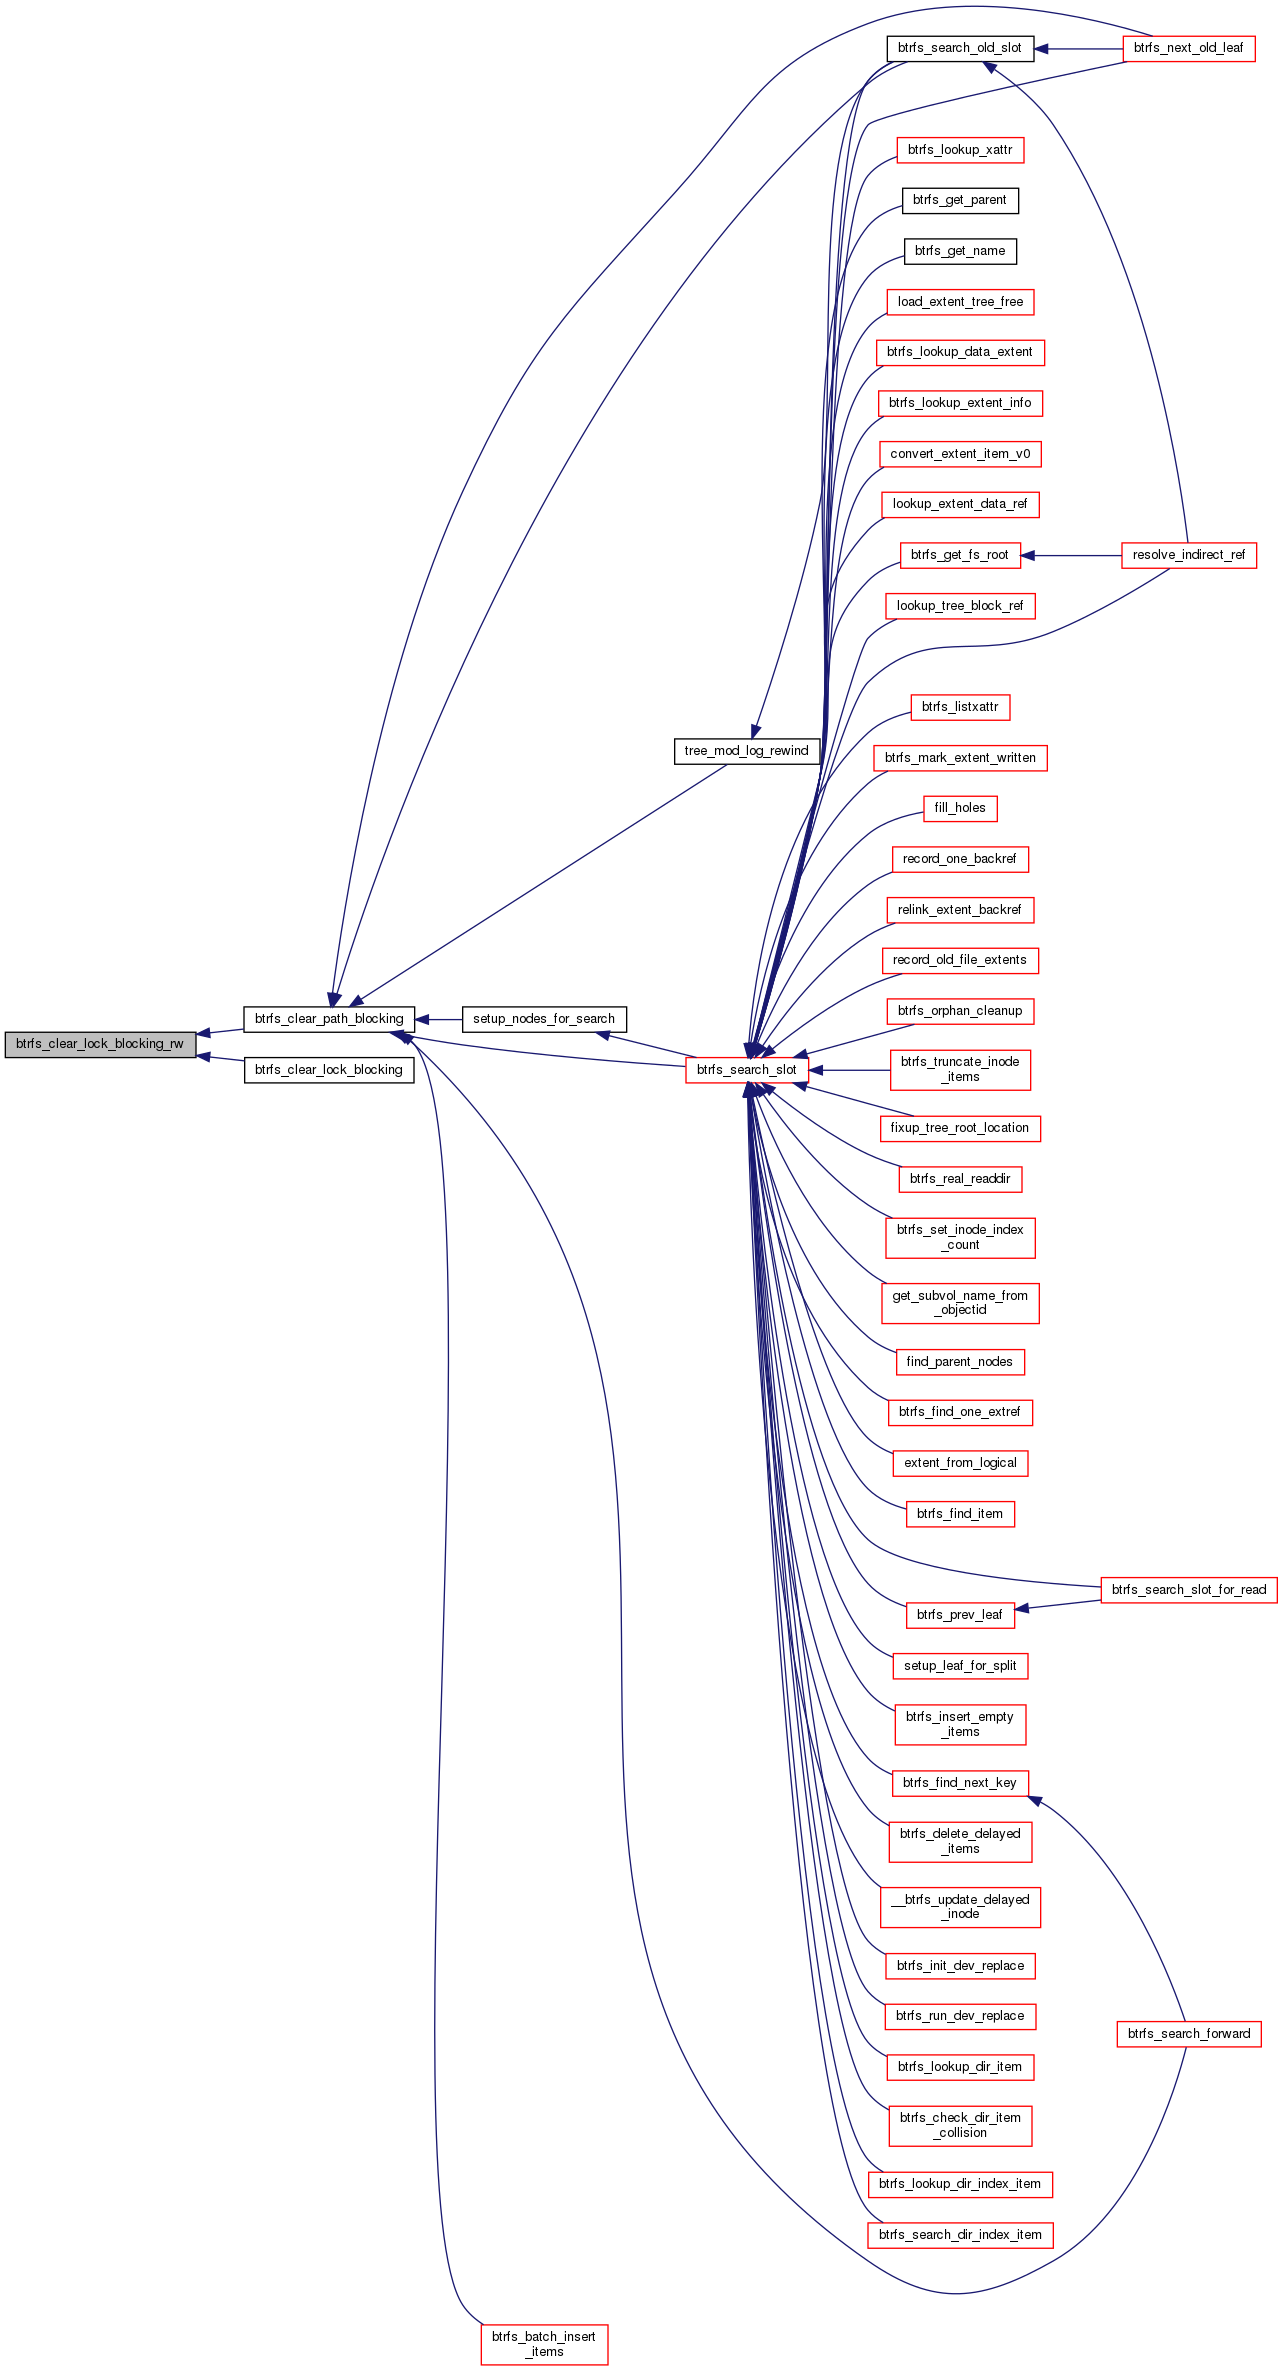 btrfs_search_old_slot
btrfs_next_old_leaf
btrfs_lookup_xattr
btrfs_get_parent
btrfs_get_name
load_extent_tree_free
btrfs_lookup_data_extent
btrfs_lookup_extent_info
convert_extent_item_v0
lookup_extent_data_ref
btrfs_get_fs_root
resolve_indirect_ref
lookup_tree_block_ref
btrfs_listxattr
tree_mod_log_rewind
btrfs_mark_extent_written
fill_holes
record_one_backref
relink_extent_backref
record_old_file_extents
btrfs_clear_path_blocking
setup_nodes_for_search
btrfs_orphan_cleanup
btrfs_clear_lock_blocking_rw
btrfs_clear_lock_blocking
btrfs_search_slot
btrfs_truncate_inode
_items
fixup_tree_root_location
btrfs_real_readdir
btrfs_set_inode_index
_count
get_subvol_name_from
_objectid
find_parent_nodes
btrfs_find_one_extref
extent_from_logical
btrfs_find_item
btrfs_search_slot_for_read
btrfs_prev_leaf
setup_leaf_for_split
btrfs_insert_empty
_items
btrfs_find_next_key
btrfs_delete_delayed
_items
__btrfs_update_delayed
_inode
btrfs_init_dev_replace
btrfs_run_dev_replace
btrfs_search_forward
btrfs_lookup_dir_item
btrfs_check_dir_item
_collision
btrfs_lookup_dir_index_item
btrfs_search_dir_index_item
btrfs_batch_insert
_items